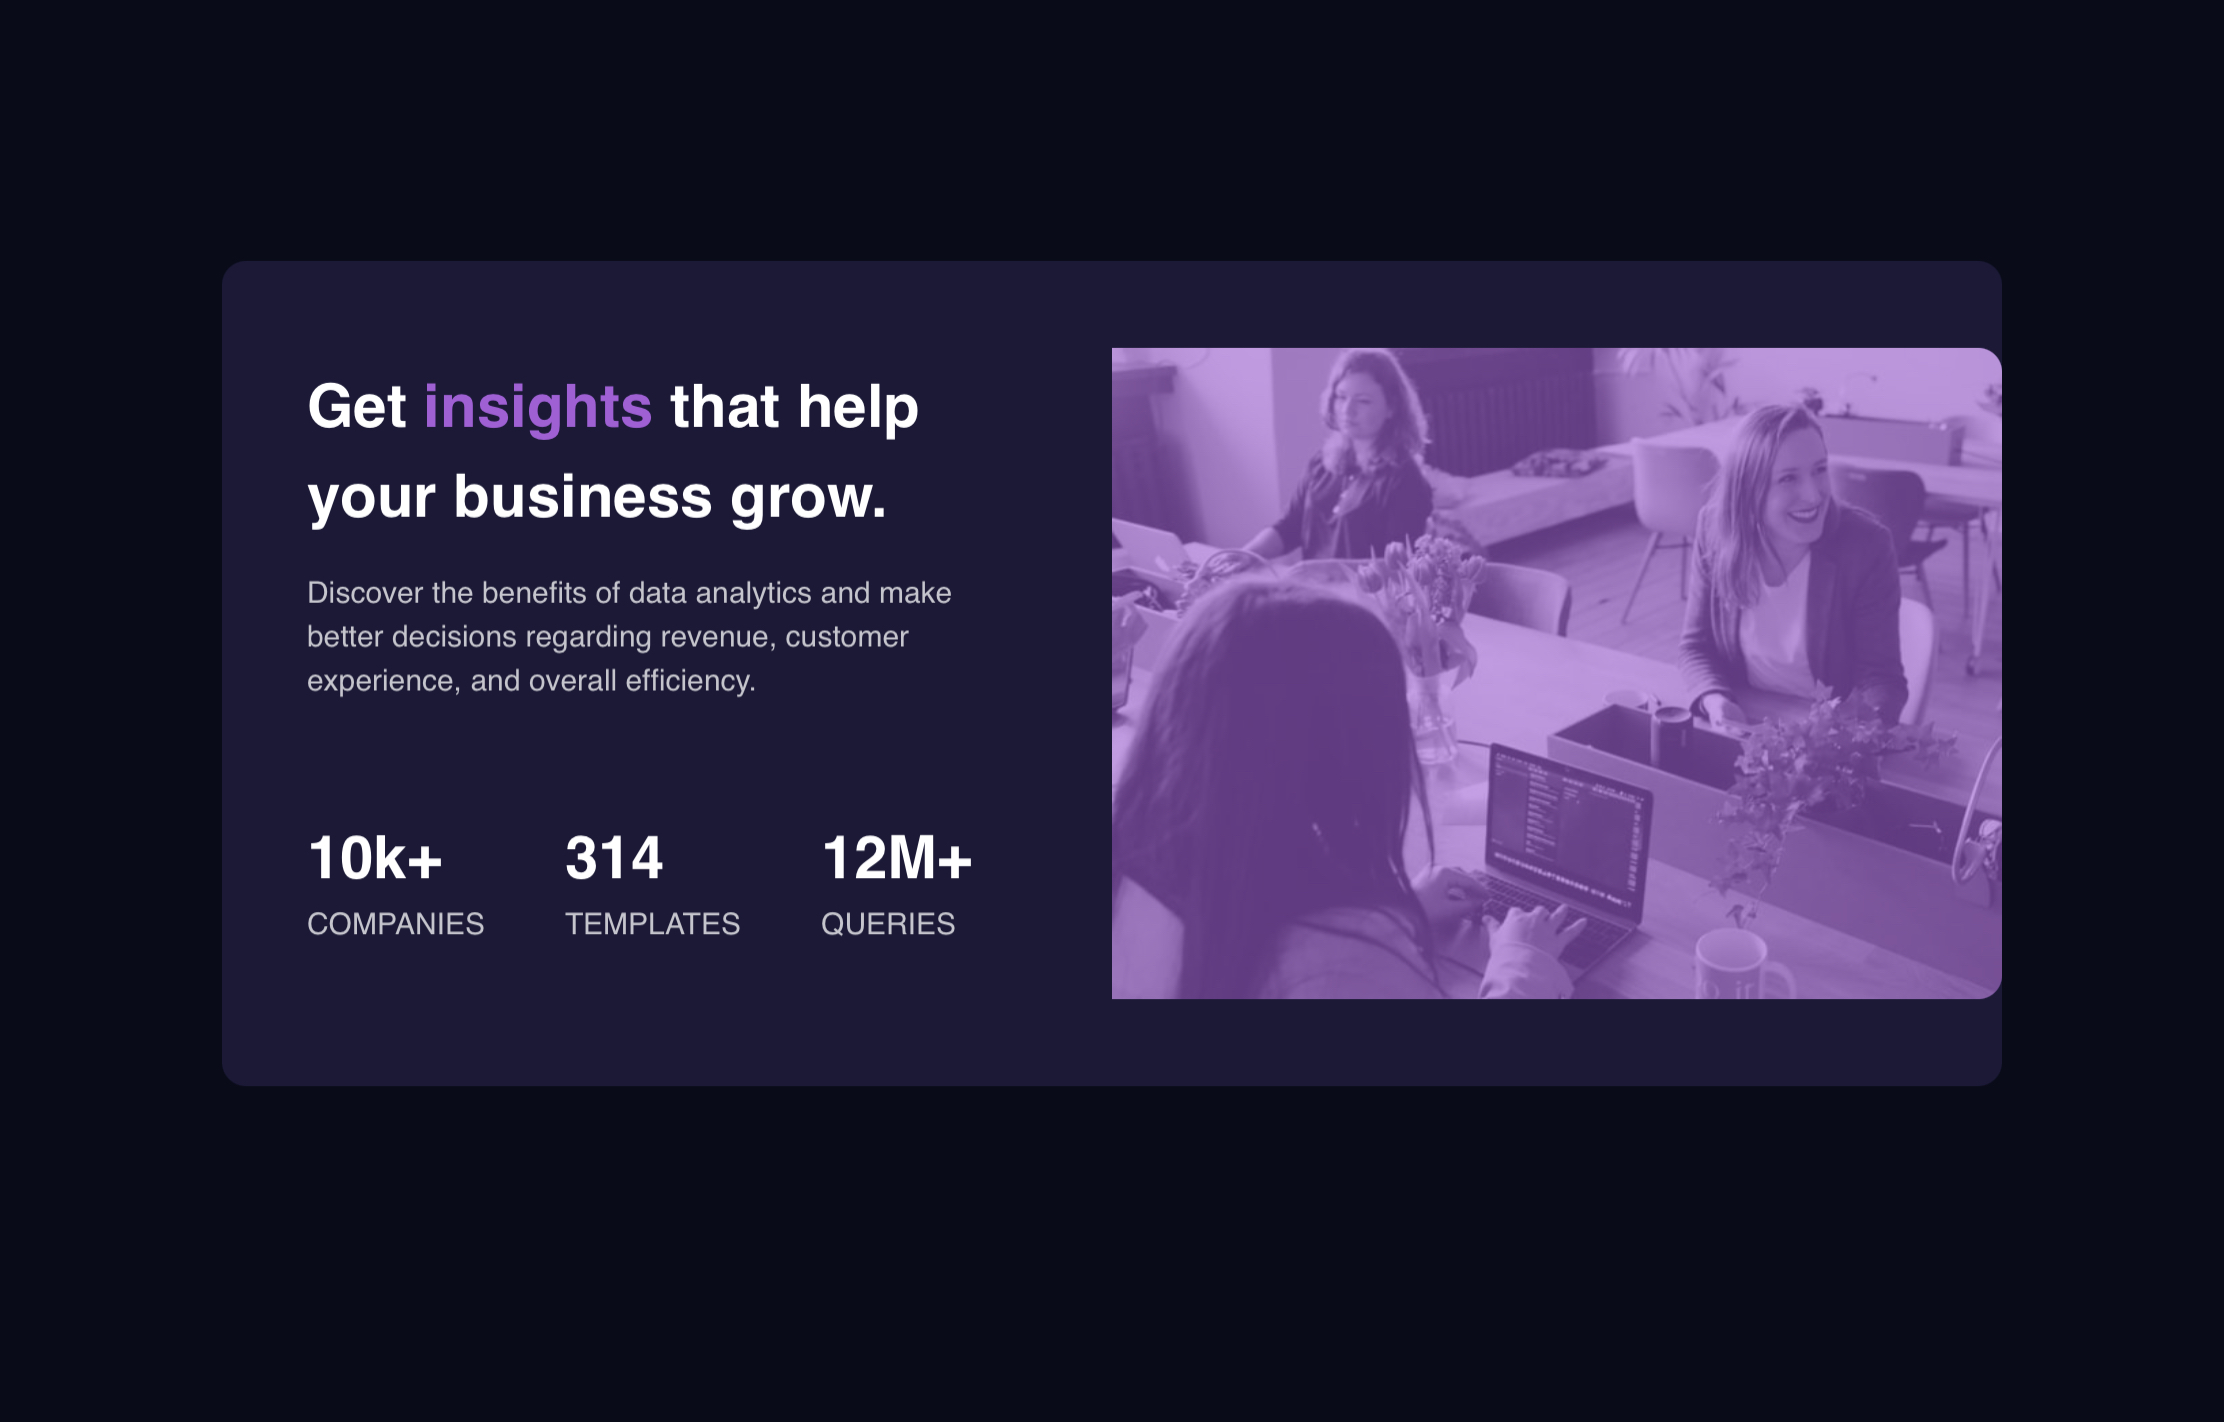 Get insights that help
your business grow.
Discover the benefits of data analytics and make
better decisions regarding revenue, customer
experience, and overall efficiency.
10k+ 314 12M+
COMPANIES TEMPLATES QUERIES